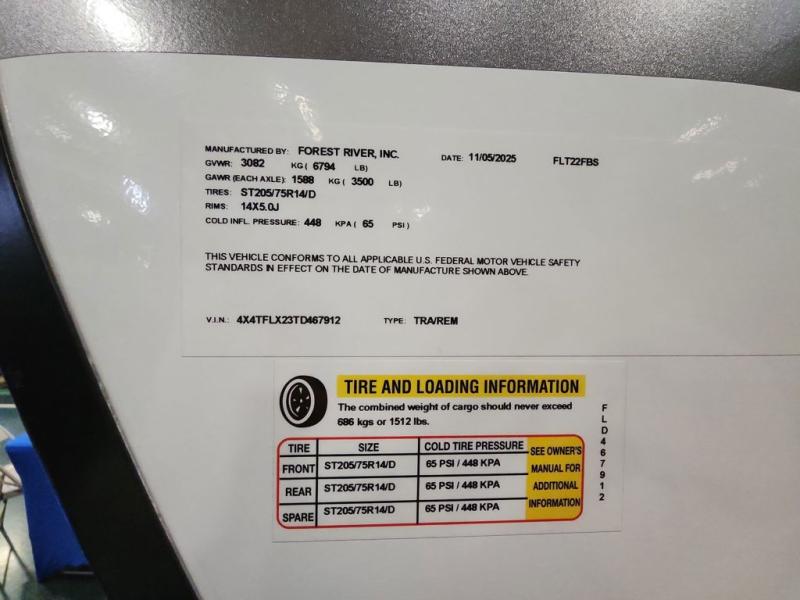 MANUFACTURED BY: FOREST RIVER, INC. DATE: 11/05/2025 FLT22FBS
GVWR: 3082 KG ( 6794 LB)
GAWR (EACH AXLE): 1588 KG ( 3500 LB)
TIRES: ST205/75R14/D
RIMS: 14X5.0J
COLD INFL. PRESSURE: 448 KPA ( 65 PSI )
THIS VEHICLE CONFORMS TO ALL APPLICABLE U.S. FEDERAL MOTOR VEHICLE SAFETY
STANDARDS IN EFFECT ON THE DATE OF MANUFACTURE SHOWN ABOVE.
V.I.N.: 4X4TFLX23TD467912 TYPE: TRA/REM
TIRE AND LOADING INFORMATION
The combined weight of cargo should never exceed
686 kgs or 1512 lbs.
TIRE SIZE COLD TIRE PRESSURE
FRONT ST205/75R14/D 65 PSI / 448 KPA
REAR ST205/75R14/D 65 PSI / 448 KPA
SPARE ST205/75R14/D 65 PSI / 448 KPA
SEE OWNER'S
MANUAL FOR
ADDITIONAL
INFORMATION
FLD467912